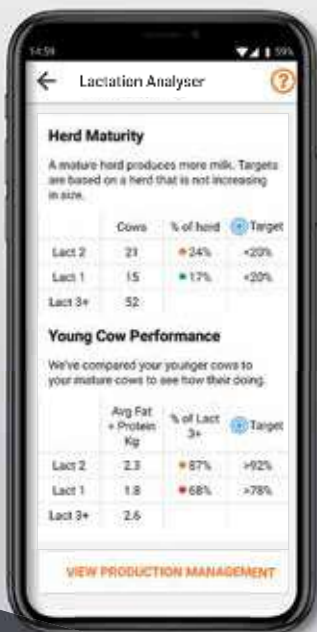 14:59 59%
Lactation Analyser ?
Herd Maturity
A mature herd produces more milk. Targets
are based on a herd that is not increasing
in size.
Cows % of herd Target
Lact 2 21 24% <20%
Lact 1 15 17% <20%
Lact 3+ 52
Young Cow Performance
We've compared your younger cows to
your mature cows to see how their doing.
Avg Fat
+ Protein % of Lact Target
Kg 3+
Lact 2 2.3 87% >92%
Lact 1 1.8 68% >78%
Lact 3+ 2.6
VIEW PRODUCTION MANAGEMENT